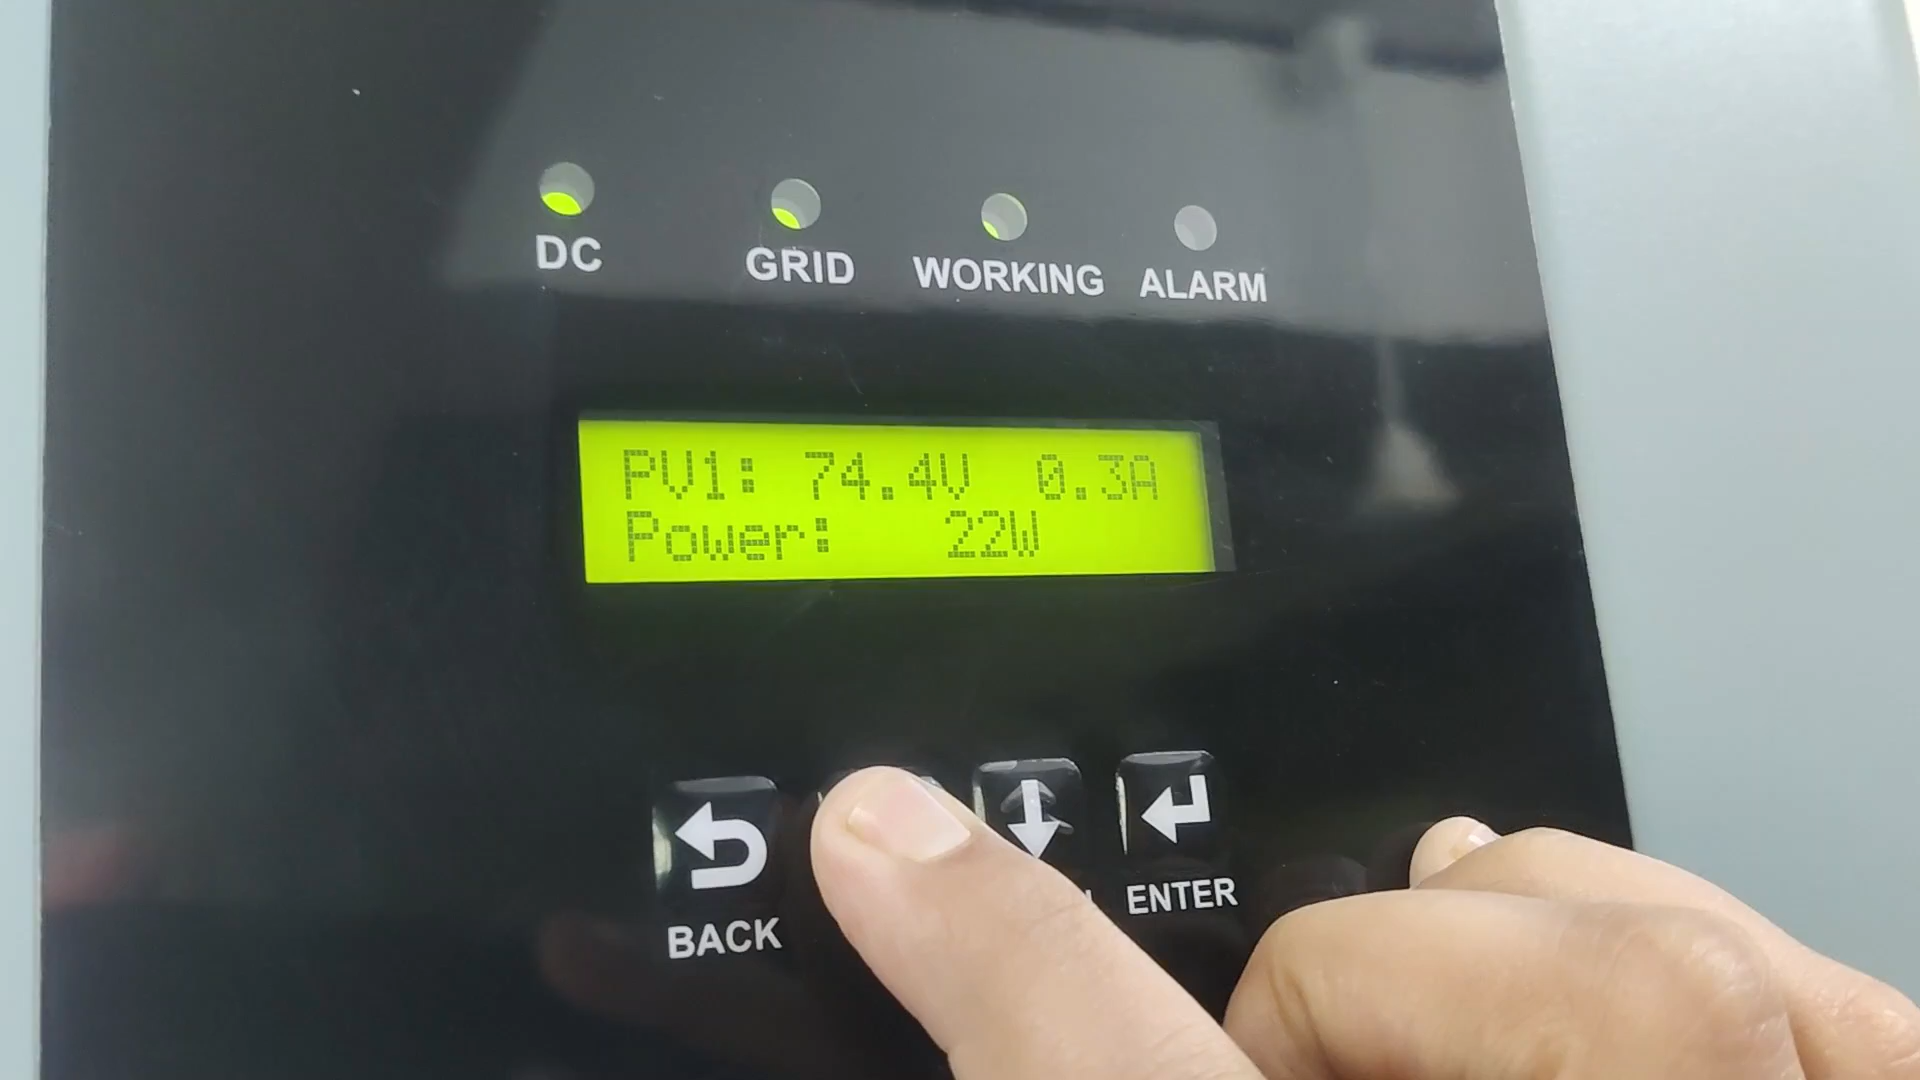 DC GRID WORKING ALARM
PV1: 74.4V 0.3A
Power: 22W
BACK ENTER